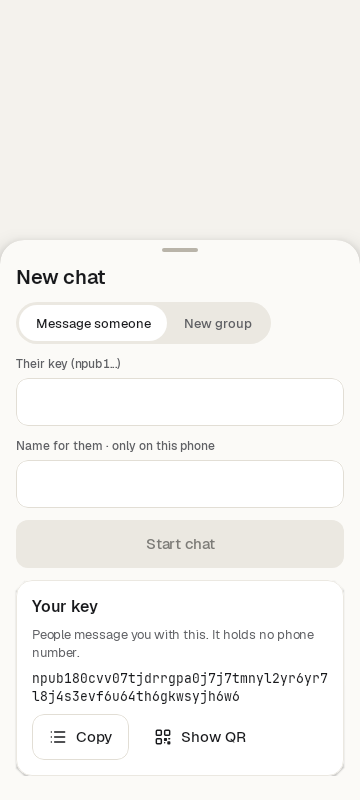 New chat
Message someone
New group
Their key (npub1…)
Name for them · only on this phone
Start chat
Your key
People message you with this. It holds no phone
number.
npub180cvv07tjdrrgpa0j7j7tmnyl2yr6yr7
l8j4s3evf6u64th6gkwsyjh6w6
Copy
Show QR